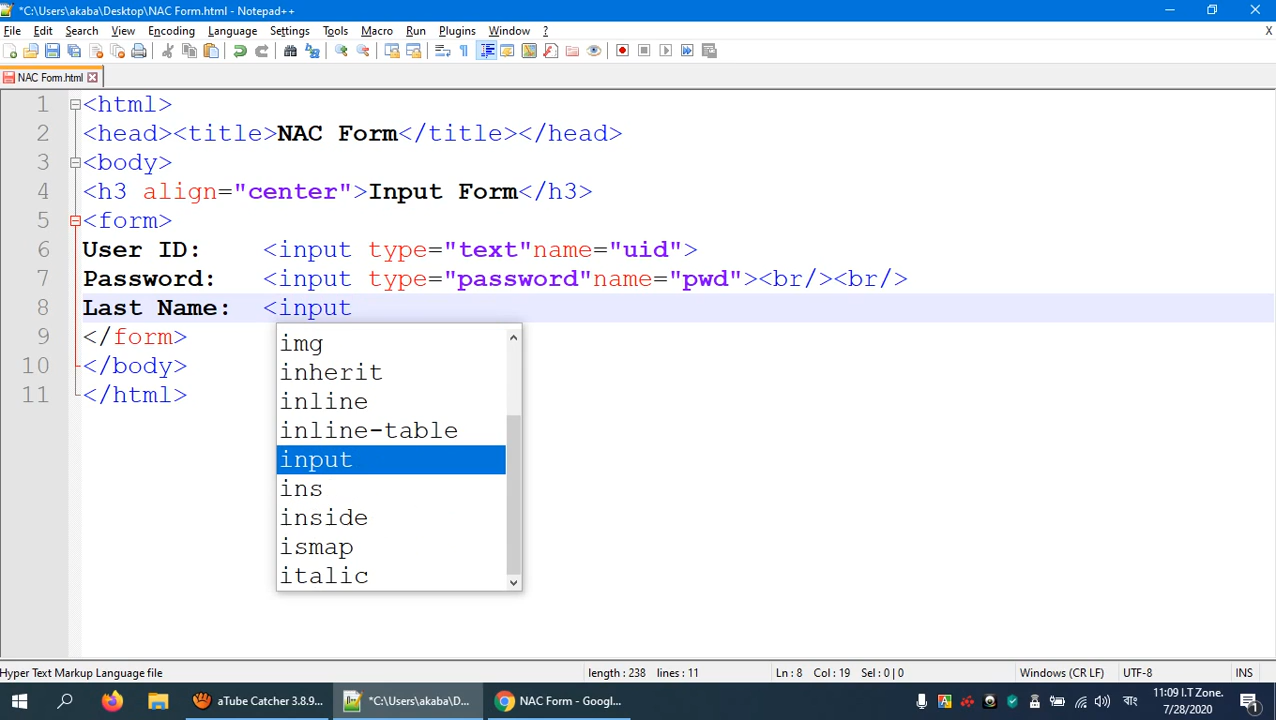 *C:\Users\akaba\Desktop\NAC Form.html - Notepad++
File Edit Search View Encoding Language Settings Tools Macro Run Plugins Window ? X
NAC Form.html
1 <html>
2 <head><title>NAC Form</title></head>
3 <body>
4 <h3 align="center">Input Form</h3>
5 <form>
6 User ID: <input type="text"name="uid">
7 Password: <input type="password"name="pwd"><br/><br/>
8 Last Name: <input
9 </form>
10 </body>
11 </html>
img
inherit
inline
inline-table
input
ins
inside
ismap
italic
Hyper Text Markup Language file length : 238 lines : 11 Ln : 8 Col : 19 Sel : 0 | 0 Windows (CR LF) UTF-8 INS
aTube Catcher 3.8.9... *C:\Users\akaba\D... NAC Form - Googl... বাং 11:09 I.T Zone.
7/28/2020 1